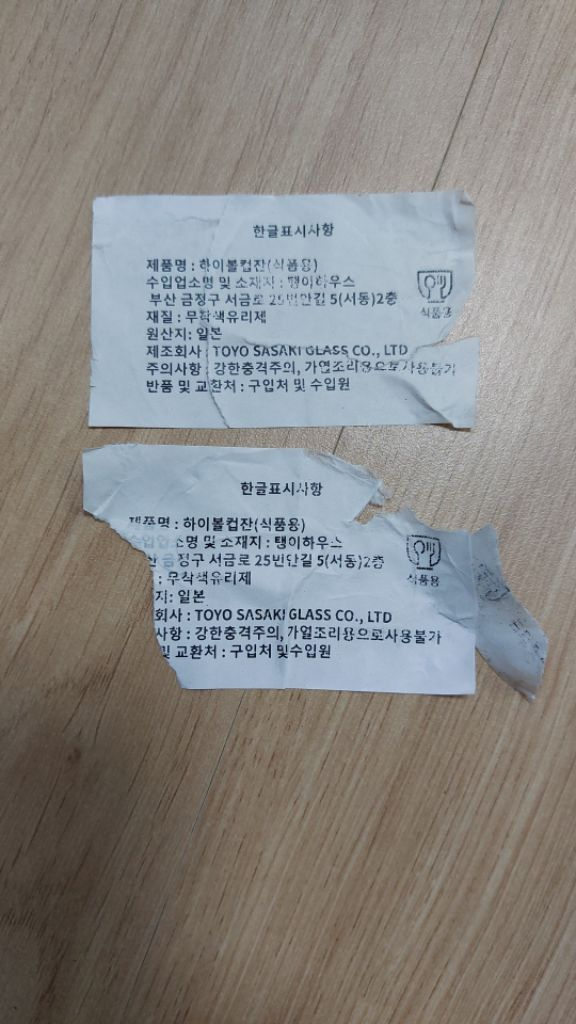 한글표시사항
제품명 : 하이볼컵잔(식품용)
수입업소명 및 소재지 : 탱이하우스
부산 금정구 서금로 25번안길 5(서동)2층
식품용
재질 : 무착색유리제
원산지: 일본
제조회사 : TOYO SASAKI GLASS CO., LTD
주의사항 : 강한충격주의, 가열조리용으로사용불가
반품 및 교환처 : 구입처 및 수입원
한글표시사항
제품명 : 하이볼컵잔(식품용)
수입업소명 및 소재지 : 탱이하우스
산 금정구 서금로 25번안길 5(서동)2층
식품용
: 무착색유리제
지: 일본
회사 : TOYO SASAKI GLASS CO., LTD
사항 : 강한충격주의, 가열조리용으로사용불가
및 교환처 : 구입처 및수입원